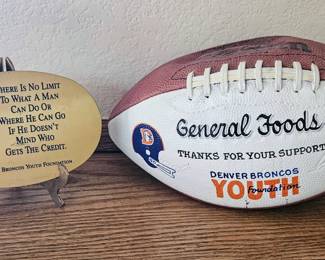 There Is No Limit
To What A Man
Can Do Or
Where He Can Go
If He Doesn't
Mind Who
Gets The Credit.
Broncos Youth Foundation
General Foods
THANKS FOR YOUR SUPPORT
DENVER BRONCOS
YOUTH
Foundation